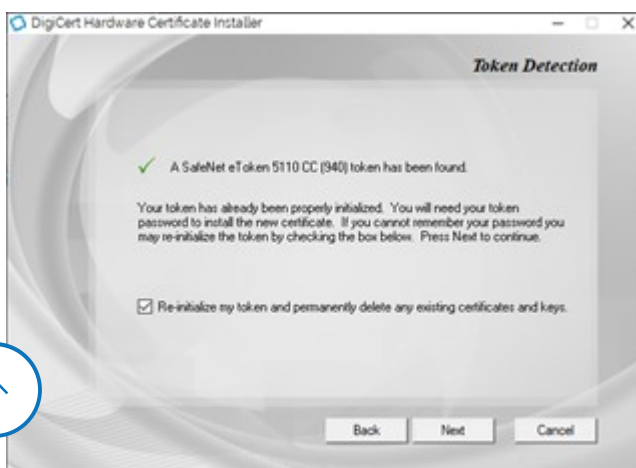 DigiCert Hardware Certificate Installer
Token Detection
A SafeNet eToken 5110 CC (940) token has been found.
Your token has already been properly initialized. You will need your token
password to install the new certificate. If you cannot remember your password you
may re-initialize the token by checking the box below. Press Next to continue.
Re-initialize my token and permanently delete any existing certificates and keys.
Back Next Cancel